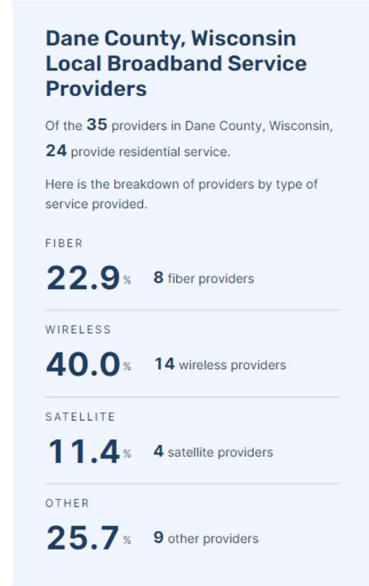 Dane County, Wisconsin
Local Broadband Service
Providers
Of the 35 providers in Dane County, Wisconsin,
24 provide residential service.
Here is the breakdown of providers by type of
service provided.
FIBER
22.9% 8 fiber providers
WIRELESS
40.0% 14 wireless providers
SATELLITE
11.4% 4 satellite providers
OTHER
25.7% 9 other providers